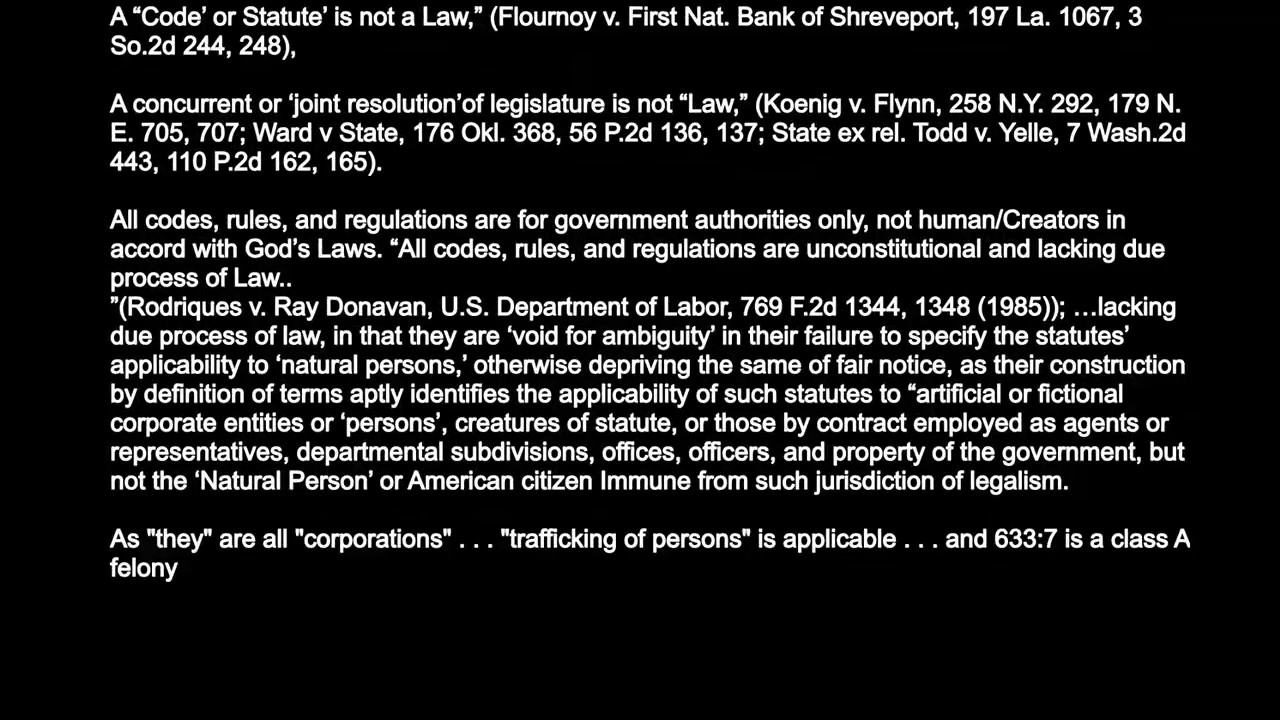 A “Code’ or Statute’ is not a Law,” (Flournoy v. First Nat. Bank of Shreveport, 197 La. 1067, 3
So.2d 244, 248),
A concurrent or ‘joint resolution’of legislature is not “Law,” (Koenig v. Flynn, 258 N.Y. 292, 179 N.
E. 705, 707; Ward v State, 176 Okl. 368, 56 P.2d 136, 137; State ex rel. Todd v. Yelle, 7 Wash.2d
443, 110 P.2d 162, 165).
All codes, rules, and regulations are for government authorities only, not human/Creators in
accord with God’s Laws. “All codes, rules, and regulations are unconstitutional and lacking due
process of Law..
”(Rodriques v. Ray Donavan, U.S. Department of Labor, 769 F.2d 1344, 1348 (1985)); …lacking
due process of law, in that they are ‘void for ambiguity’ in their failure to specify the statutes’
applicability to ‘natural persons,’ otherwise depriving the same of fair notice, as their construction
by definition of terms aptly identifies the applicability of such statutes to “artificial or fictional
corporate entities or ‘persons’, creatures of statute, or those by contract employed as agents or
representatives, departmental subdivisions, offices, officers, and property of the government, but
not the ‘Natural Person’ or American citizen Immune from such jurisdiction of legalism.
As "they" are all "corporations" . . . "trafficking of persons" is applicable . . . and 633:7 is a class A
felony